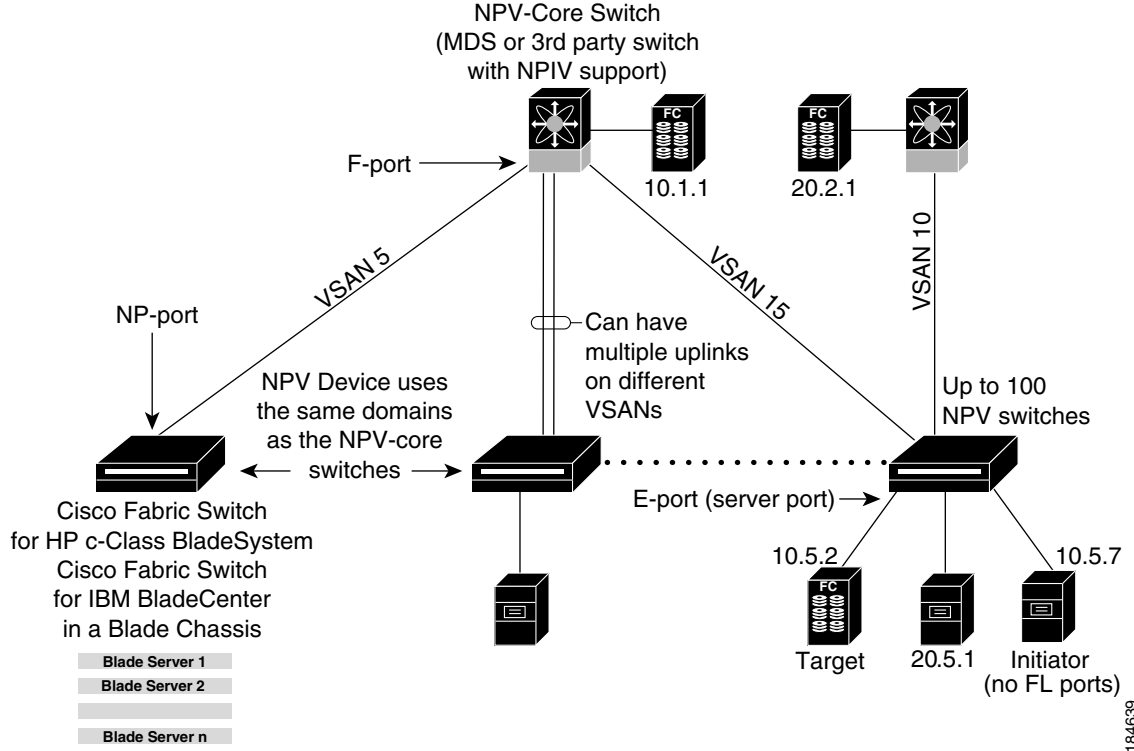 NPV-Core Switch
(MDS or 3rd party switch
with NPIV support)
FC
FC
F-port
10.1.1
20.2.1
VSAN 5
VSAN 15
VSAN 10
NP-port
Can have
multiple uplinks
on different
VSANs
NPV Device uses
the same domains
as the NPV-core
switches
Up to 100
NPV switches
E-port (server port)
Cisco Fabric Switch
for HP c-Class BladeSystem
Cisco Fabric Switch
for IBM BladeCenter
in a Blade Chassis
10.5.2
10.5.7
FC
Target
20.5.1
Initiator
(no FL ports)
Blade Server 1
Blade Server 2
Blade Server n
184639